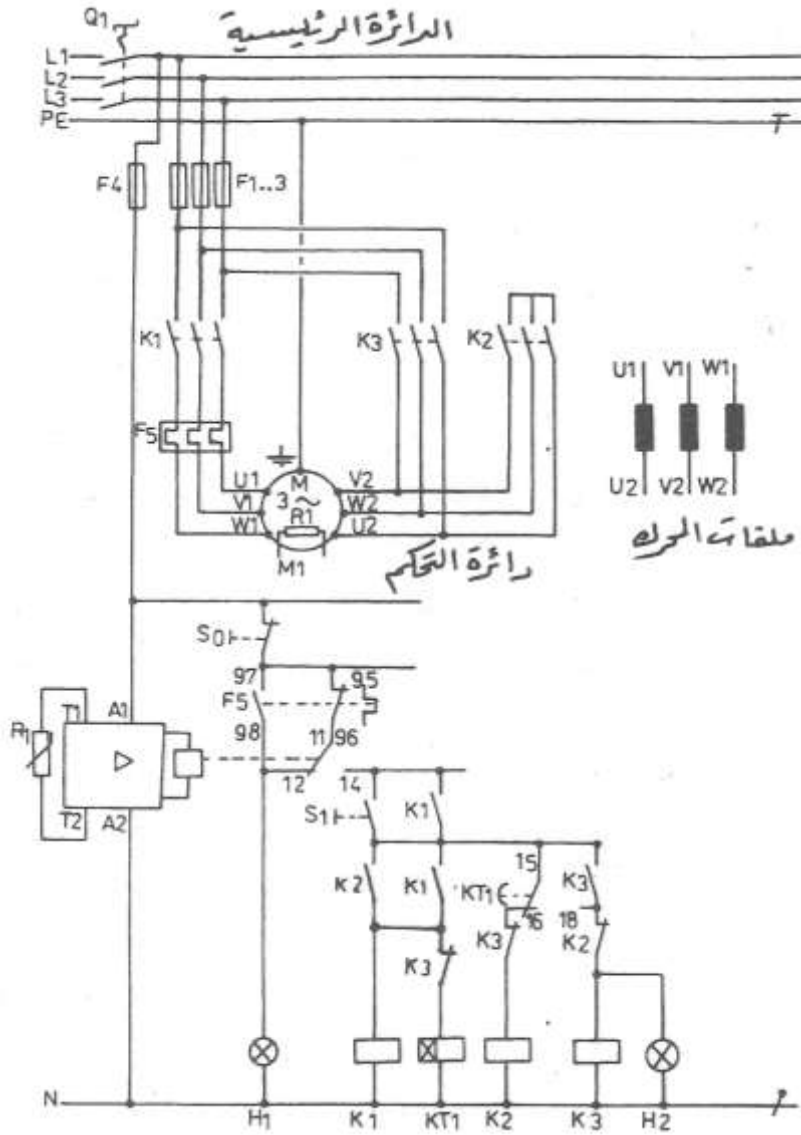 Q1 الدائرة الرئيسية
L1
L2
L3
PE
F4 F1..3
K1 K3 K2
U1 V1 W1
F5
U1 M V2
V1 3~ W2
W1 R1 U2
M1
U2 V2 W2
ملفات المحرك
دائرة التحكم
S0
97 95
F5
98 11 96
T1 A1
R1
12 14
T2 A2
S1 K1
15
K2 K1 KT1 K3
16 18
K3 K3 K2
N
H1 K1 KT1 K2 K3 H2